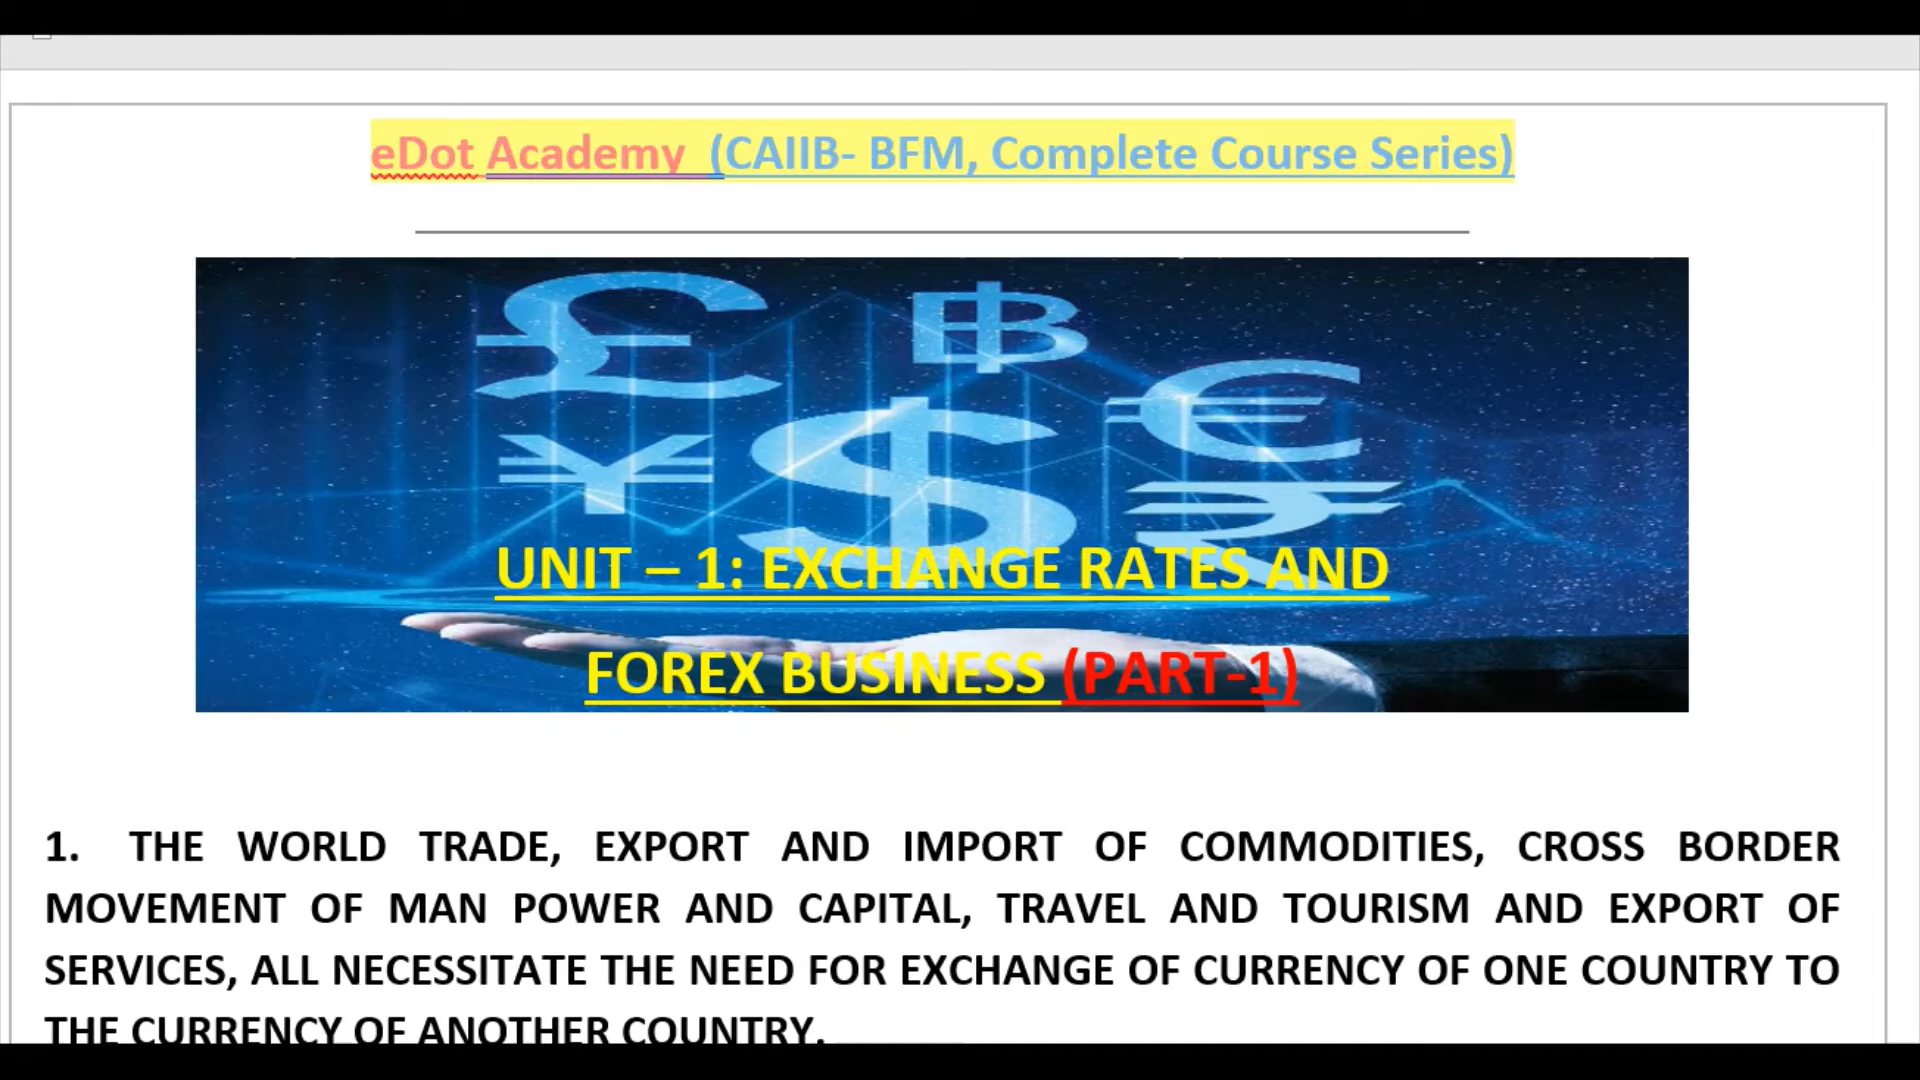 eDot Academy (CAIIB- BFM, Complete Course Series)
UNIT – 1: EXCHANGE RATES AND
FOREX BUSINESS (PART-1)
1. THE WORLD TRADE, EXPORT AND IMPORT OF COMMODITIES, CROSS BORDER
MOVEMENT OF MAN POWER AND CAPITAL, TRAVEL AND TOURISM AND EXPORT OF
SERVICES, ALL NECESSITATE THE NEED FOR EXCHANGE OF CURRENCY OF ONE COUNTRY TO
THE CURRENCY OF ANOTHER COUNTRY.